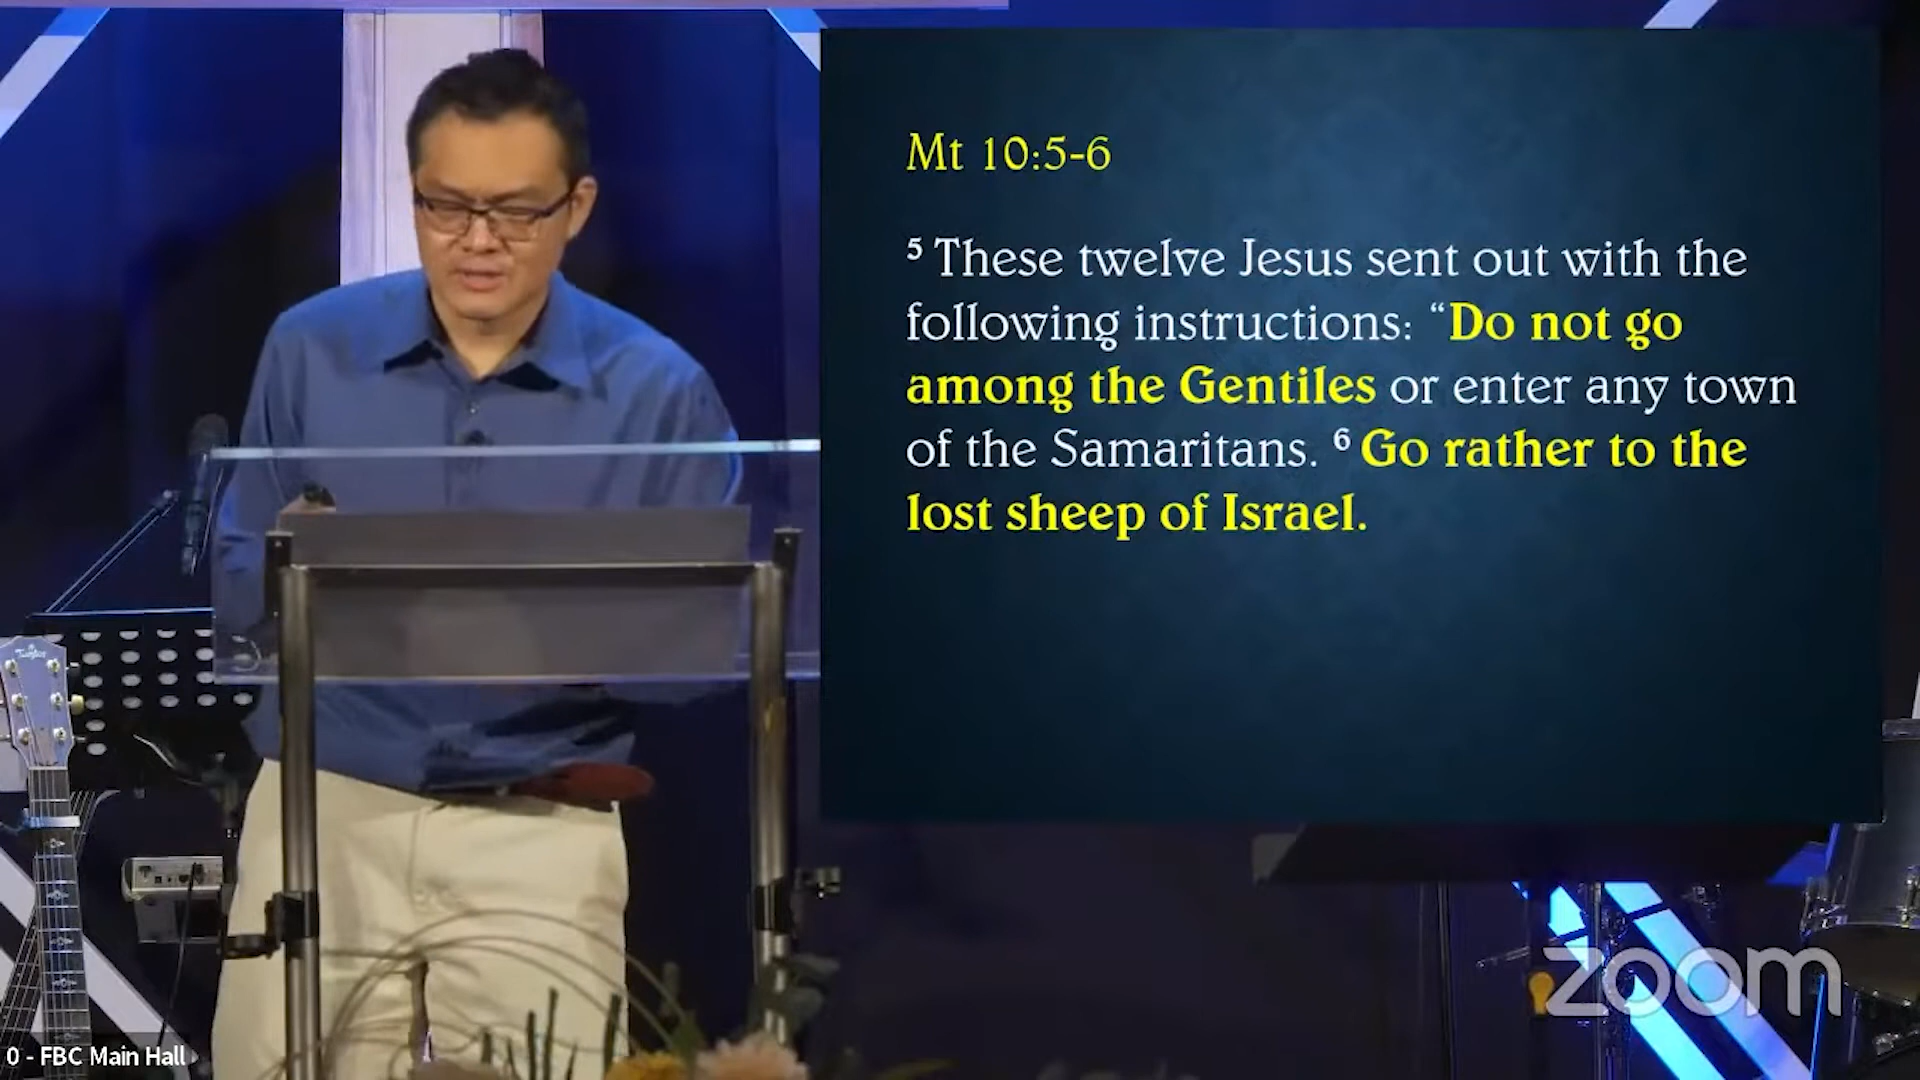 Mt 10:5-6
⁵ These twelve Jesus sent out with the
following instructions: “Do not go
among the Gentiles or enter any town
of the Samaritans. ⁶ Go rather to the
lost sheep of Israel.
Taylor
zoom
0 - FBC Main Hall